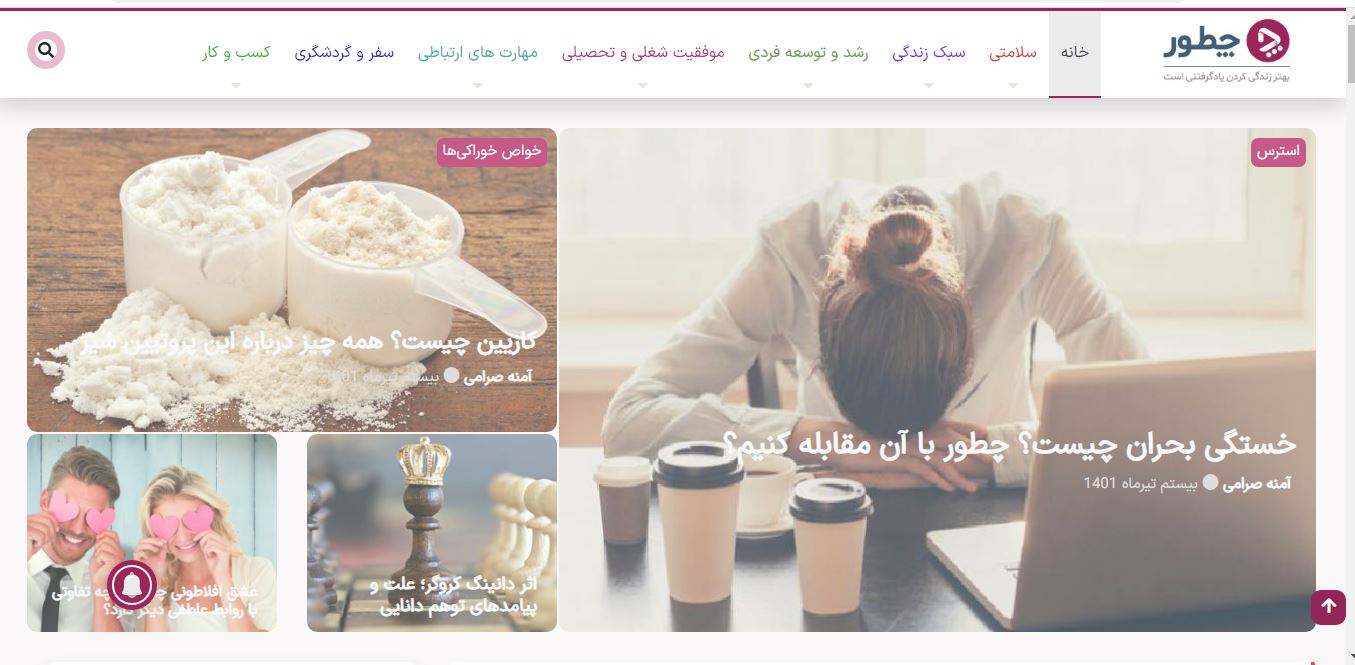 چطور
بهتر زندگی کردن یادگرفتنی است
خانه
سلامتی
سبک زندگی
رشد و توسعه فردی
موفقیت شغلی و تحصیلی
مهارت های ارتباطی
سفر و گردشگری
کسب و کار
استرس
خستگی بحران چیست؟ چطور با آن مقابله کنیم؟
آمنه صرامی بیستم تیرماه 1401
خواص خوراکی‌ها
کازیین چیست؟ همه چیز درباره این پروتیین شیر
آمنه صرامی بیستم تیرماه 1401
اثر دانینگ کروگر؛ علت و
پیامدهای توهم دانایی
عشق افلاطونی چه تفاوتی
با روابط عاطفی دیگر دارد؟